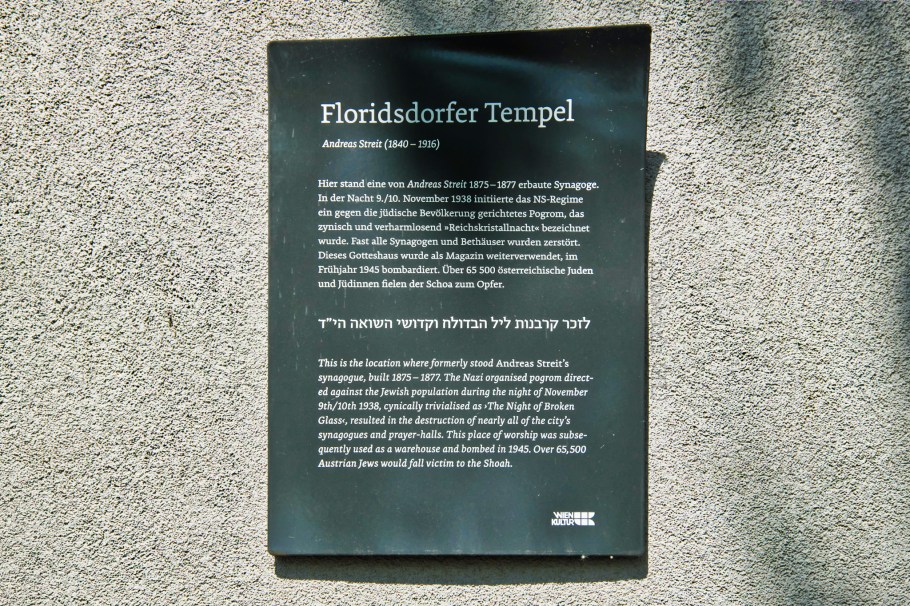 Floridsdorfer Tempel
Andreas Streit (1840 – 1916)
Hier stand eine von Andreas Streit 1875 – 1877 erbaute Synagoge.
In der Nacht 9./10. November 1938 initiierte das NS-Regime
ein gegen die jüdische Bevölkerung gerichtetes Pogrom, das
zynisch und verharmlosend »Reichskristallnacht« bezeichnet
wurde. Fast alle Synagogen und Bethäuser wurden zerstört.
Dieses Gotteshaus wurde als Magazin weiterverwendet, im
Frühjahr 1945 bombardiert. Über 65 500 österreichische Juden
und Jüdinnen fielen der Schoa zum Opfer.
לזכר קרבנות ליל הבדולח וקדושי השואה הי״ד
This is the location where formerly stood Andreas Streit's
synagogue, built 1875 – 1877. The Nazi organised pogrom direct-
ed against the Jewish population during the night of November
9th/10th 1938, cynically trivialised as ›The Night of Broken
Glass‹, resulted in the destruction of nearly all of the city's
synagogues and prayer-halls. This place of worship was subse-
quently used as a warehouse and bombed in 1945. Over 65,500
Austrian Jews would fall victim to the Shoah.
WIEN
KULTUR